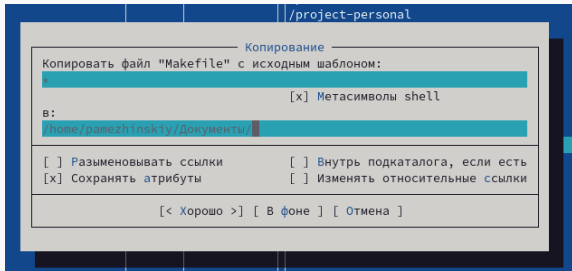 /project-personal
Копирование
Копировать файл "Makefile" с исходным шаблоном:
*
[x] Метасимволы shell
в:
/home/pamezhinskiy/Документы/
[ ] Разыменовывать ссылки [ ] Внутрь подкаталога, если есть
[x] Сохранять атрибуты [ ] Изменять относительные ссылки
[< Хорошо >] [ В фоне ] [ Отмена ]